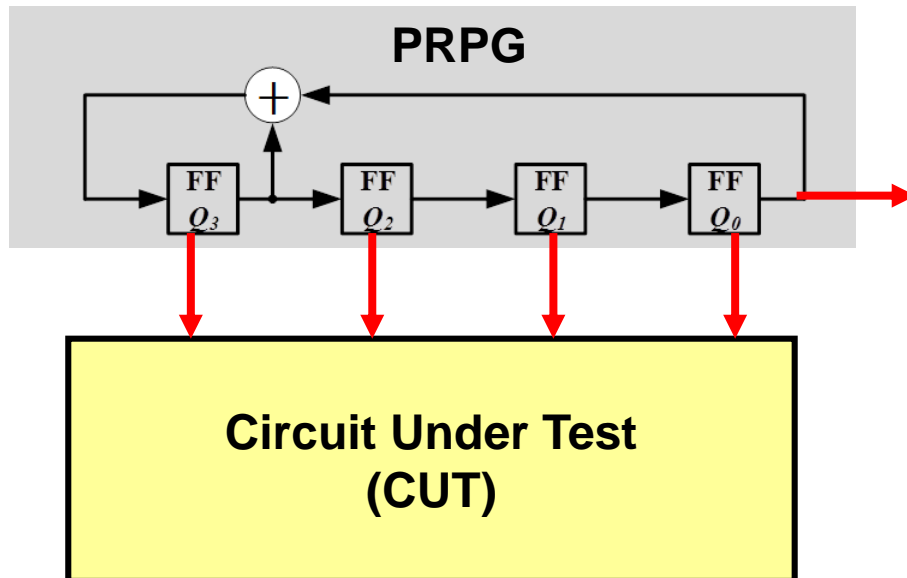 PRPG
+
FF FF FF FF
Q3 Q2 Q1 Q0
Circuit Under Test
(CUT)